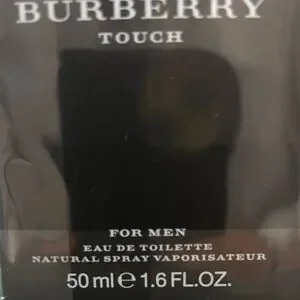 BURBERRY
TOUCH
FOR MEN
EAU DE TOILETTE
NATURAL SPRAY VAPORISATEUR
50 ml ℮ 1.6 FL.OZ.